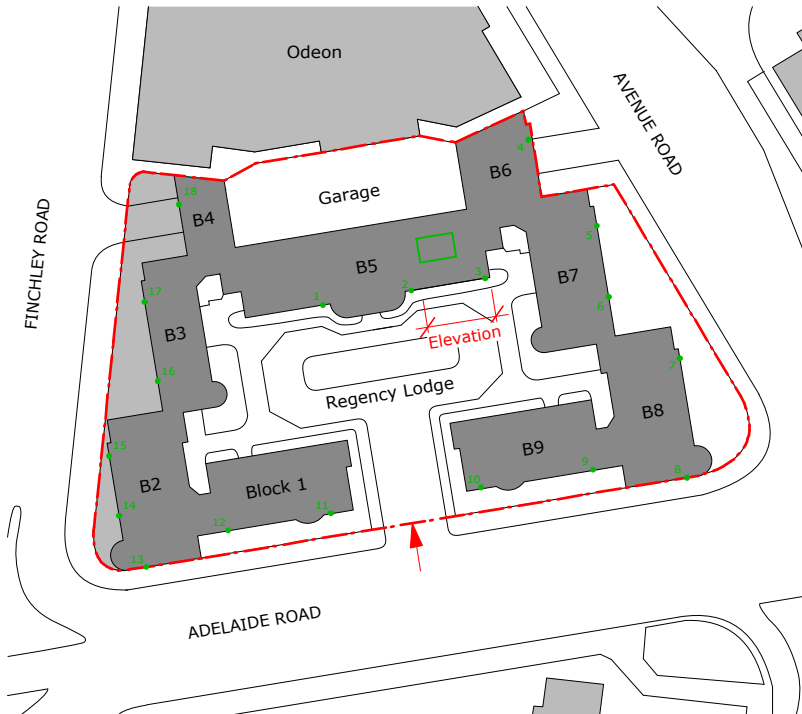 Odeon
AVENUE ROAD
4
B6
18
Garage
B4
FINCHLEY ROAD
5
B5
2
3
B7
17
1
6
B3
Elevation
7
16
Regency Lodge
B8
15
B9
9
8
B2
Block 1
10
14
11
12
13
ADELAIDE ROAD